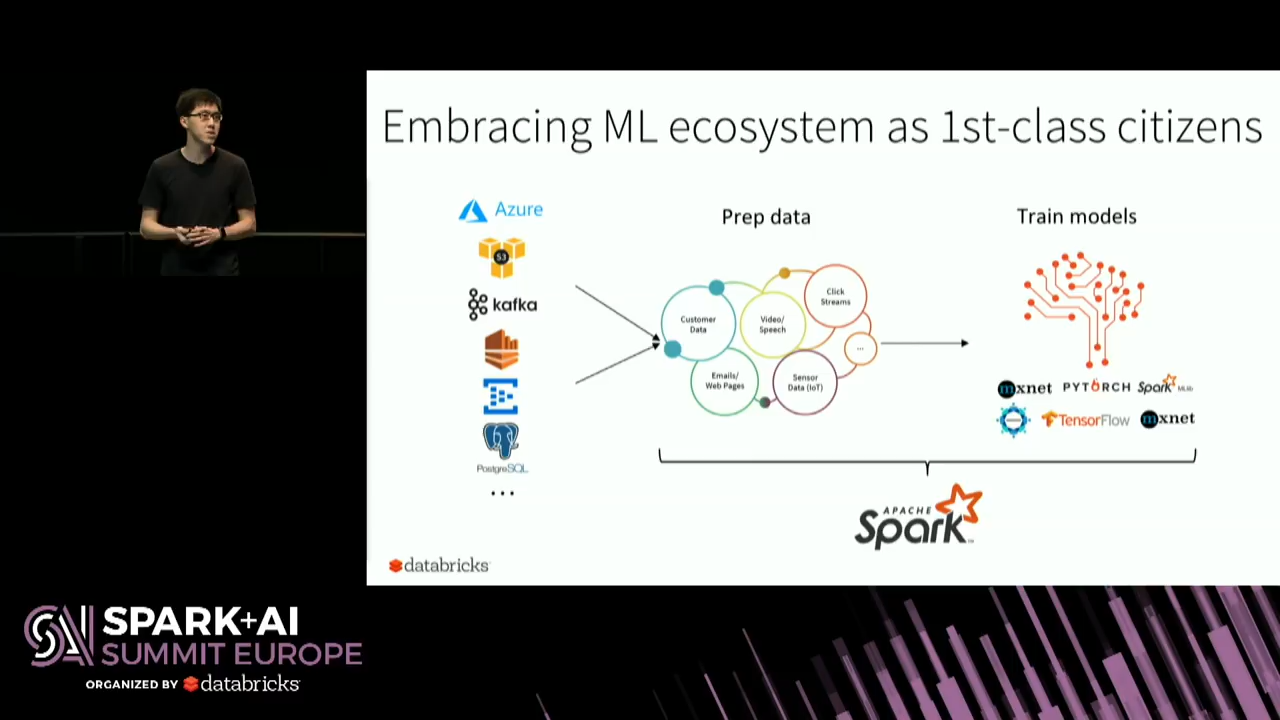 Embracing ML ecosystem as 1st-class citizens
Azure
S3
kafka
PostgreSQL
...
Prep data
Customer
Data
Video/
Speech
Click
Streams
...
Emails/
Web Pages
Sensor
Data (IoT)
Train models
mxnet PYTORCH Spark MLlib
TensorFlow mxnet
APACHE
Spark™
databricks
SPARK+AI
SUMMIT EUROPE
ORGANIZED BY databricks